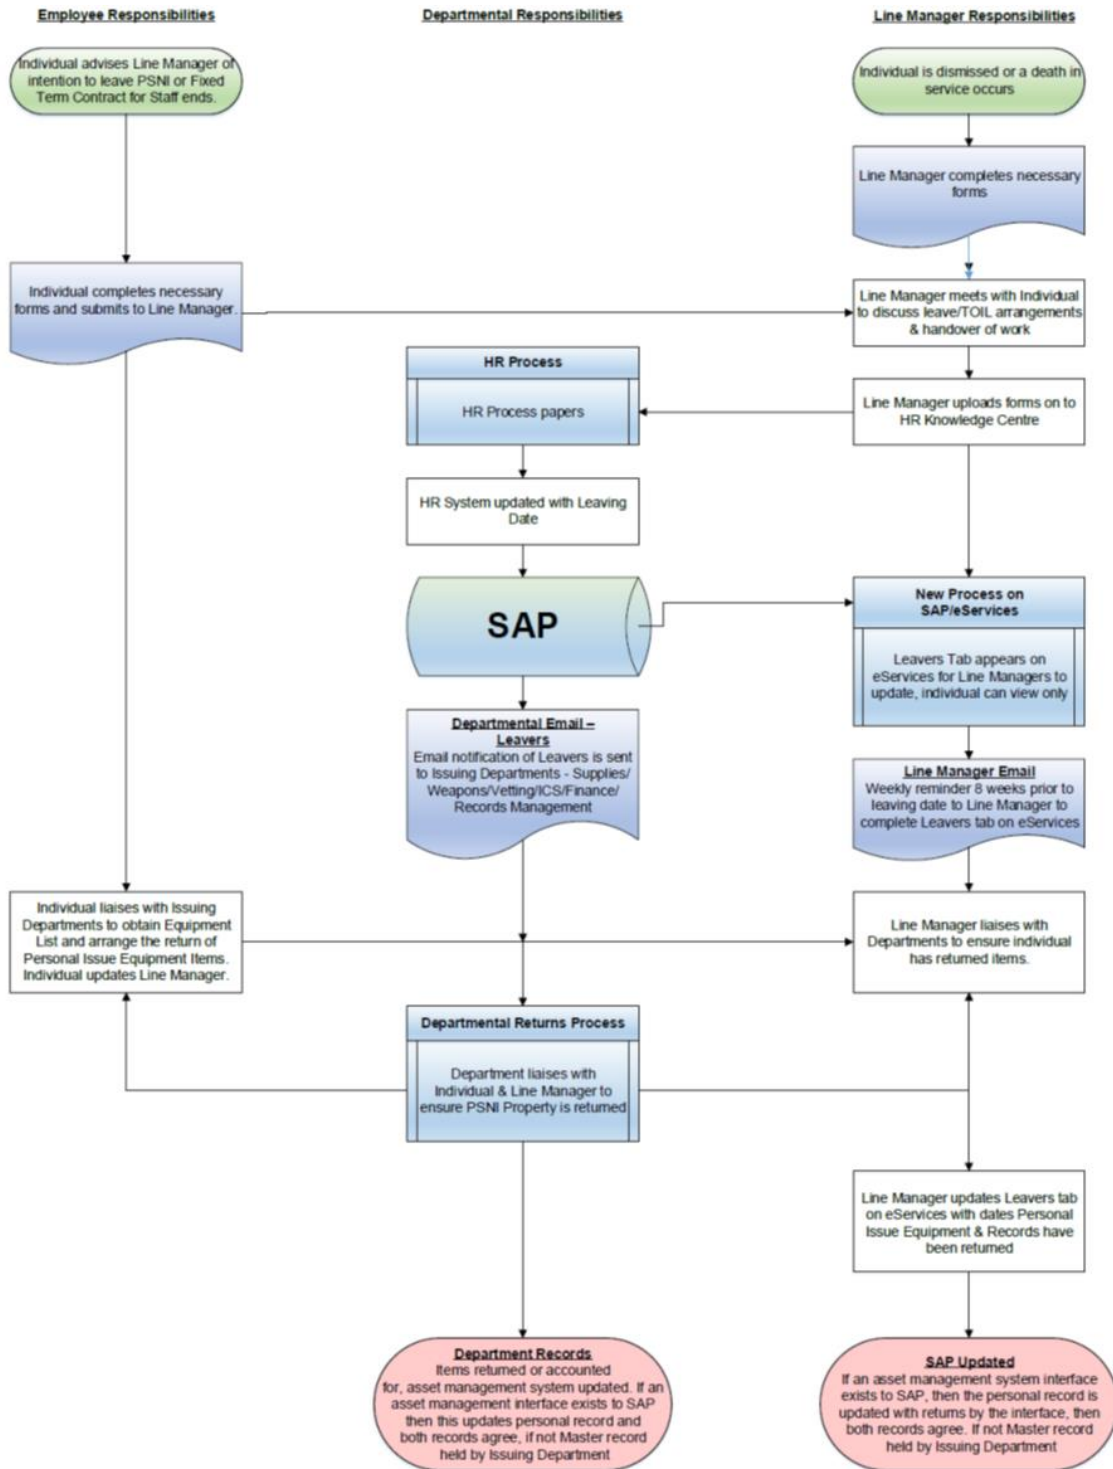 Employee Responsibilities
Departmental Responsibilities
Line Manager Responsibilities
Individual advises Line Manager of
intention to leave PSNI or Fixed
Term Contract for Staff ends.
Individual is dismissed or a death in
service occurs
Line Manager completes necessary
forms
Individual completes necessary
forms and submits to Line Manager.
Line Manager meets with Individual
to discuss leave/TOIL arrangements
& handover of work
HR Process
HR Process papers
Line Manager uploads forms on to
HR Knowledge Centre
HR System updated with Leaving
Date
SAP
New Process on
SAP/eServices
Leavers Tab appears on
eServices for Line Managers to
update, individual can view only
Departmental Email –
Leavers
Email notification of Leavers is sent
to Issuing Departments - Supplies/
Weapons/Vetting/ICS/Finance/
Records Management
Line Manager Email
Weekly reminder 8 weeks prior to
leaving date to Line Manager to
complete Leavers tab on eServices
Individual liaises with Issuing
Departments to obtain Equipment
List and arrange the return of
Personal Issue Equipment Items.
Individual updates Line Manager.
Line Manager liaises with
Departments to ensure individual
has returned items.
Departmental Returns Process
Department liaises with
Individual & Line Manager to
ensure PSNI Property is returned
Line Manager updates Leavers tab
on eServices with dates Personal
Issue Equipment & Records have
been returned
Department Records
Items returned or accounted
for, asset management system updated. If an
asset management interface exists to SAP
then this updates personal record and
both records agree, if not Master record
held by Issuing Department
SAP Updated
If an asset management system interface
exists to SAP, then the personal record is
updated with returns by the interface, then
both records agree. If not Master record
held by Issuing Department